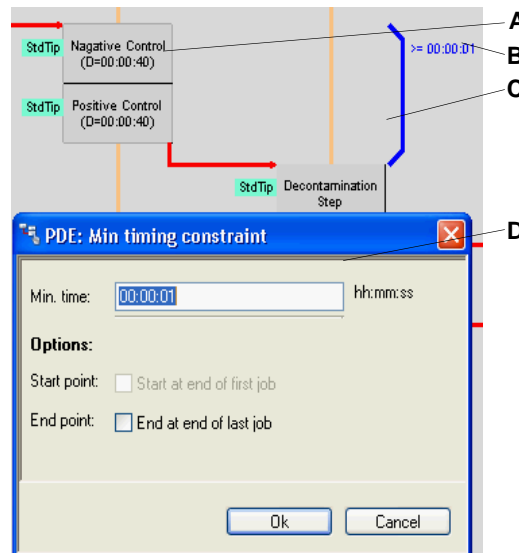 A
StdTip Nagative Control >= 00:00:01 B
(D=00:00:40)
C
StdTip Positive Control
(D=00:00:40)
StdTip Decontamination
Step
D
PDE: Min timing constraint
Min. time: 00:00:01 hh:mm:ss
Options:
Start point: Start at end of first job
End point: End at end of last job
Ok Cancel